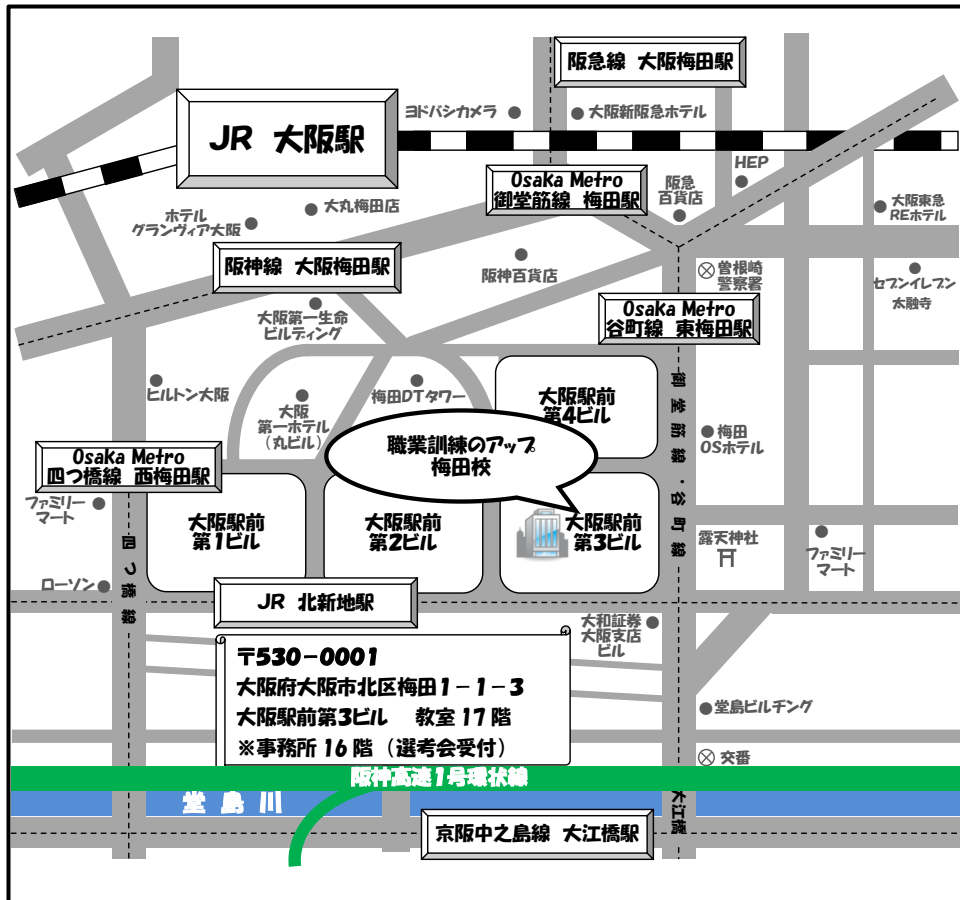 阪急線 大阪梅田駅
ヨドバシカメラ
大阪新阪急ホテル
JR 大阪駅
HEP
Osaka Metro
御堂筋線 梅田駅
阪急
百貨店
大阪東急
REホテル
大丸梅田店
ホテル
グランヴィア大阪
阪神線 大阪梅田駅
阪神百貨店
曽根崎
警察署
セブンイレブン
太融寺
Osaka Metro
谷町線 東梅田駅
大阪第一生命
ビルディング
ヒルトン大阪
大阪
第一ホテル
（丸ビル）
梅田DTタワー
大阪駅前
第4ビル
御堂筋線・谷町線
梅田
OSホテル
職業訓練のアップ
梅田校
Osaka Metro
四つ橋線 西梅田駅
ファミリー
マート
大阪駅前
第1ビル
大阪駅前
第2ビル
大阪駅前
第3ビル
四つ橋線
露天神社
ファミリー
マート
ローソン
JR 北新地駅
大和証券
大阪支店
ビル
〒530-0001
大阪府大阪市北区梅田1-1-3
大阪駅前第3ビル 教室17階
※事務所16階（選考会受付）
堂島ビルヂング
交番
阪神高速1号環状線
堂島川
大江橋
京阪中之島線 大江橋駅